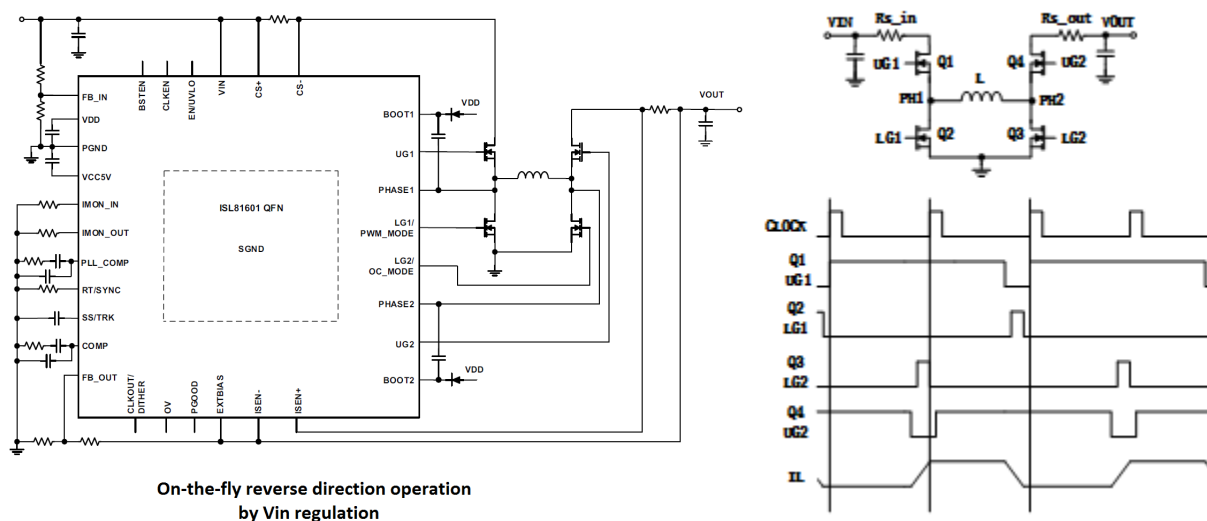 BSTEN
CLKEN
EN/UVLO
VIN
CS+
CS-
FB_IN
VDD
PGND
VCC5V
IMON_IN
IMON_OUT
PLL_COMP
RT/SYNC
SS/TRK
COMP
FB_OUT
ISL81601 QFN
SGND
BOOT1
VDD
UG1
PHASE1
LG1/
PWM_MODE
LG2/
OC_MODE
PHASE2
UG2
BOOT2
VDD
VOUT
CLKOUT/
DITHER
OV
PGOOD
EXTBIAS
ISEN-
ISEN+
On-the-fly reverse direction operation
by Vin regulation
VIN
Rs_in
Rs_out
VOUT
UG1
Q1
Q4
UG2
L
PH1
PH2
LG1
Q2
Q3
LG2
CLOCK
Q1
UG1
Q2
LG1
Q3
LG2
Q4
UG2
IL